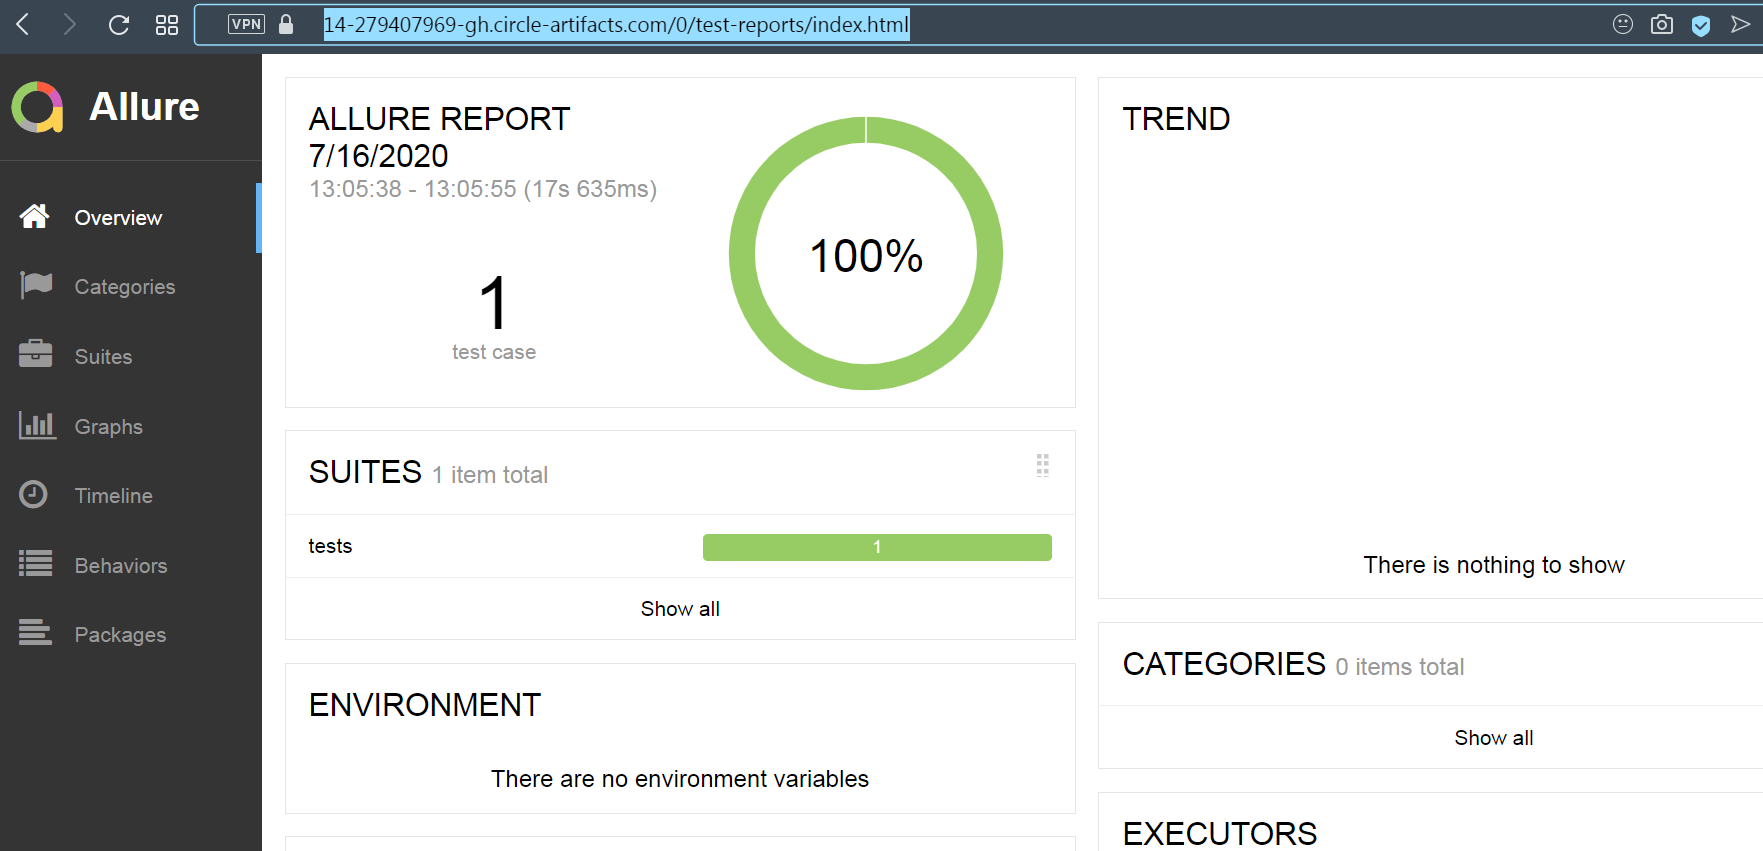 VPN
14-279407969-gh.circle-artifacts.com/0/test-reports/index.html
Allure
Overview
Categories
Suites
Graphs
Timeline
Behaviors
Packages
ALLURE REPORT
7/16/2020
13:05:38 - 13:05:55 (17s 635ms)
1
test case
100%
SUITES 1 item total
tests
1
Show all
ENVIRONMENT
There are no environment variables
TREND
There is nothing to show
CATEGORIES 0 items total
Show all
EXECUTORS